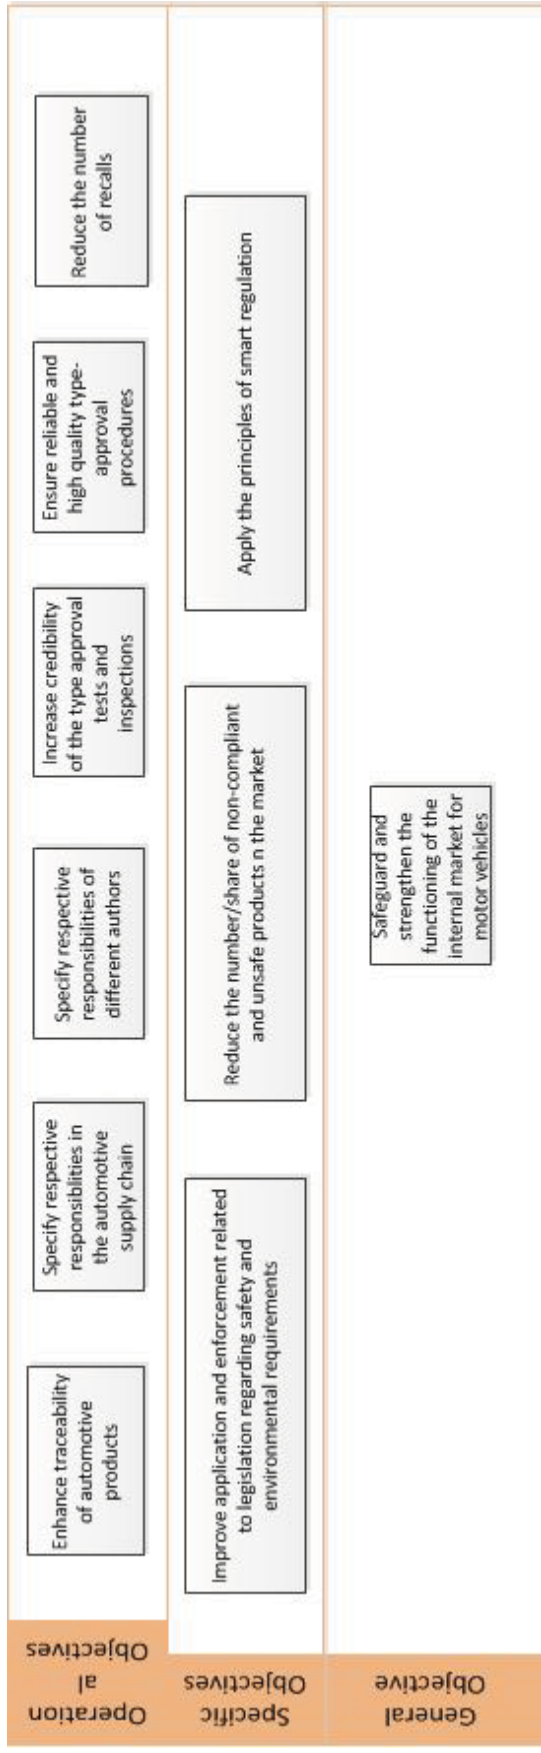 Operation
al
Objectives
Enhance traceability
of automotive
products
Specify respective
responsiblities in
the automotive
supply chain
Specify respective
responsibilities of
different authors
Increase credibility
of the type approval
tests and
inspections
Ensure reliable and
high quality type-
approval
procedures
Reduce the number
of recalls
Specific
Objectives
Improve application and enforcement related
to legislation regarding safety and
environmental requirements
Reduce the number/share of non-compliant
and unsafe products n the market
Apply the principles of smart regulation
General
Objective
Safeguard and
strengthen the
functioning of the
internal market for
motor vehicles